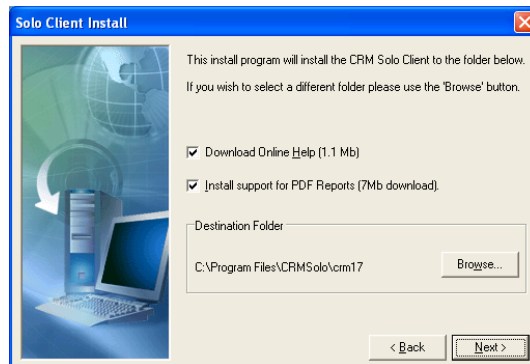 Solo Client Install
This install program will install the CRM Solo Client to the folder below.
If you wish to select a different folder please use the 'Browse' button.
Download Online Help (1.1 Mb)
Install support for PDF Reports (7Mb download).
Destination Folder
C:\Program Files\CRMSolo\crm17
Browse...
< Back
Next >